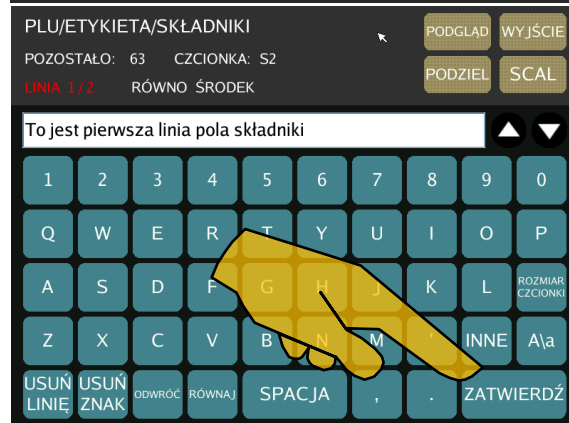 PLU/ETYKIETA/SKŁADNIKI
PODGLĄD WYJŚCIE
POZOSTAŁO: 63 CZCIONKA: S2
PODZIEL SCAL
LINIA 1/2 RÓWNO ŚRODEK
To jest pierwsza linia pola składniki
1 2 3 4 5 6 7 8 9 0
Q W E R T Y U I O P
A S D F G H J K L ROZMIAR CZCIONKI
Z X C V B N M ' INNE A\a
USUŃ LINIĘ USUŃ ZNAK ODWRÓĆ RÓWNAJ SPACJA , . ZATWIERDŹ